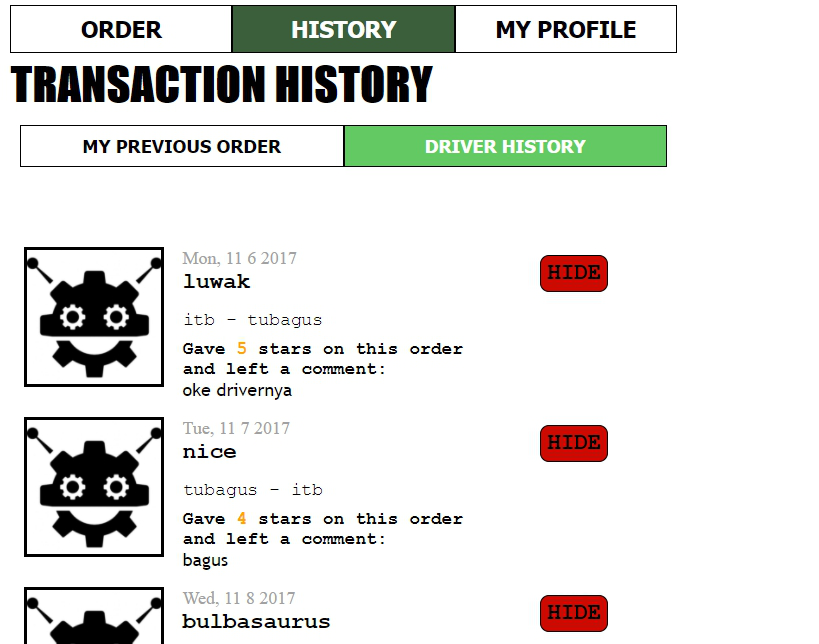 ORDER HISTORY MY PROFILE
TRANSACTION HISTORY
MY PREVIOUS ORDER DRIVER HISTORY
Mon, 11 6 2017
luwak HIDE
itb - tubagus
Gave 5 stars on this order
and left a comment:
oke drivernya
Tue, 11 7 2017
nice HIDE
tubagus - itb
Gave 4 stars on this order
and left a comment:
bagus
Wed, 11 8 2017
bulbasaurus HIDE